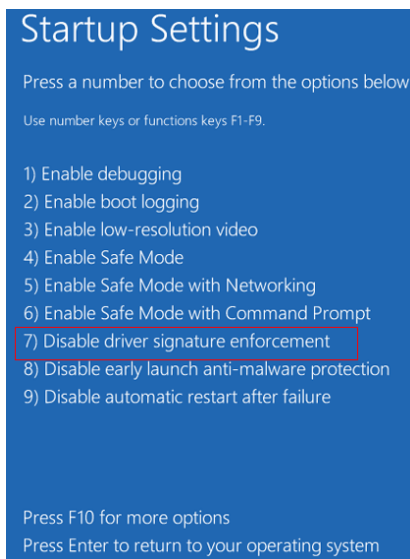 Startup Settings
Press a number to choose from the options below
Use number keys or functions keys F1-F9.
1) Enable debugging
2) Enable boot logging
3) Enable low-resolution video
4) Enable Safe Mode
5) Enable Safe Mode with Networking
6) Enable Safe Mode with Command Prompt
7) Disable driver signature enforcement
8) Disable early launch anti-malware protection
9) Disable automatic restart after failure
Press F10 for more options
Press Enter to return to your operating system